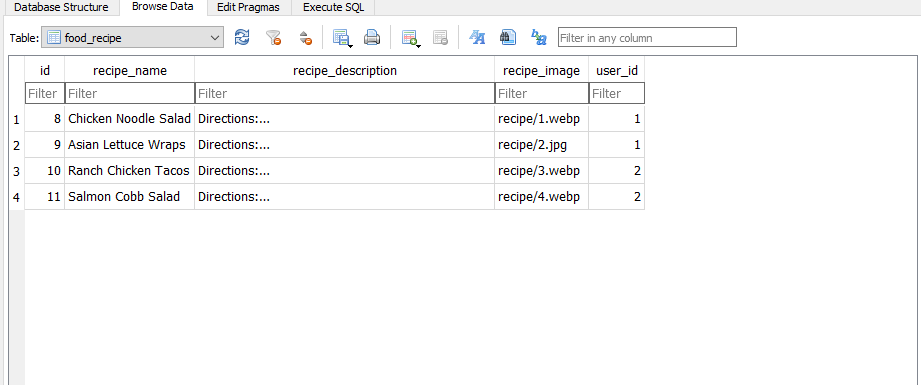 Database Structure Browse Data Edit Pragmas Execute SQL
Table: food_recipe Filter in any column
id recipe_name recipe_description recipe_image user_id
Filter Filter Filter Filter Filter
1 8 Chicken Noodle Salad Directions:... recipe/1.webp 1
2 9 Asian Lettuce Wraps Directions:... recipe/2.jpg 1
3 10 Ranch Chicken Tacos Directions:... recipe/3.webp 2
4 11 Salmon Cobb Salad Directions:... recipe/4.webp 2